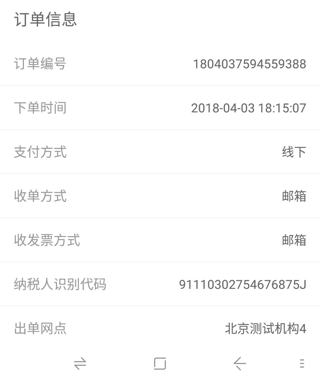 订单信息
订单编号 1804037594559388
下单时间 2018-04-03 18:15:07
支付方式 线下
收单方式 邮箱
收发票方式 邮箱
纳税人识别代码 91110302754676875J
出单网点 北京测试机构4